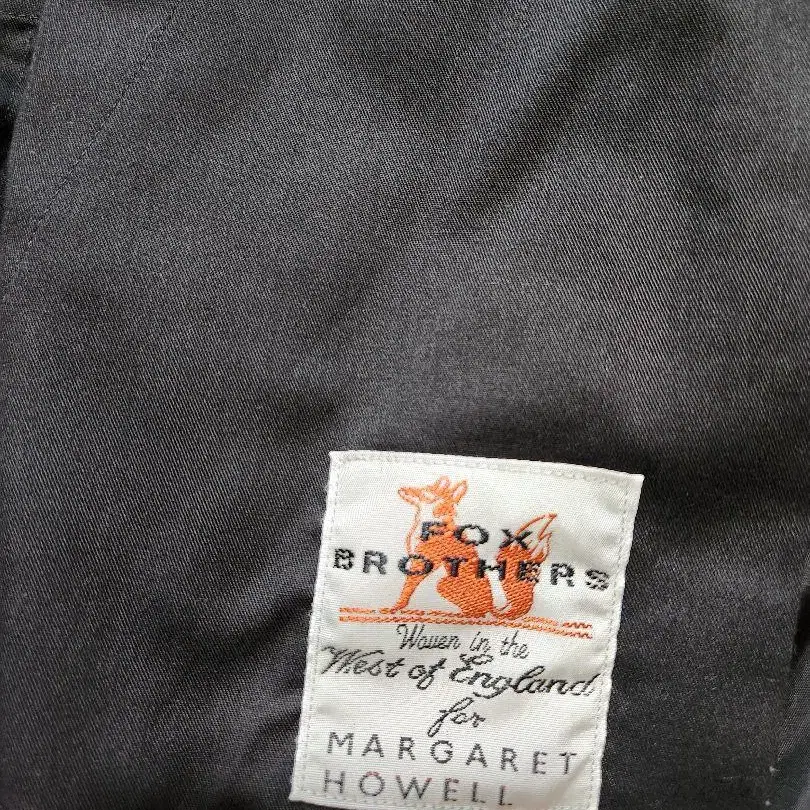 FOX
BROTHERS
Woven in the
West of England
for
MARGARET
HOWELL